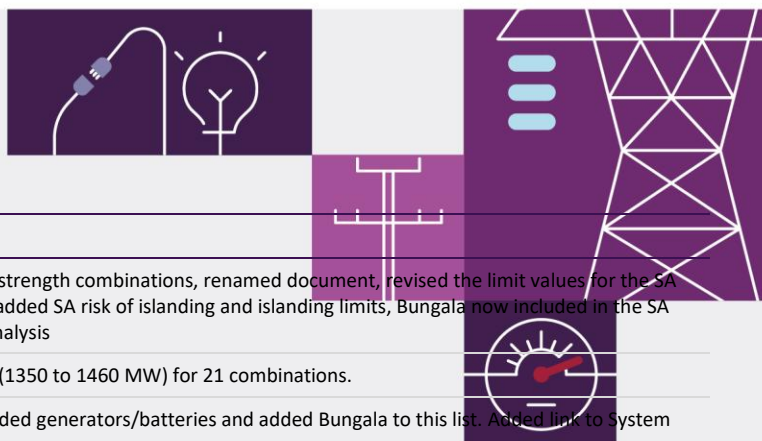 strength combinations, renamed document, revised the limit values for the SA
added SA risk of islanding and islanding limits, Bungala now included in the SA
nalysis
(1350 to 1460 MW) for 21 combinations.
ded generators/batteries and added Bungala to this list. Added link to System